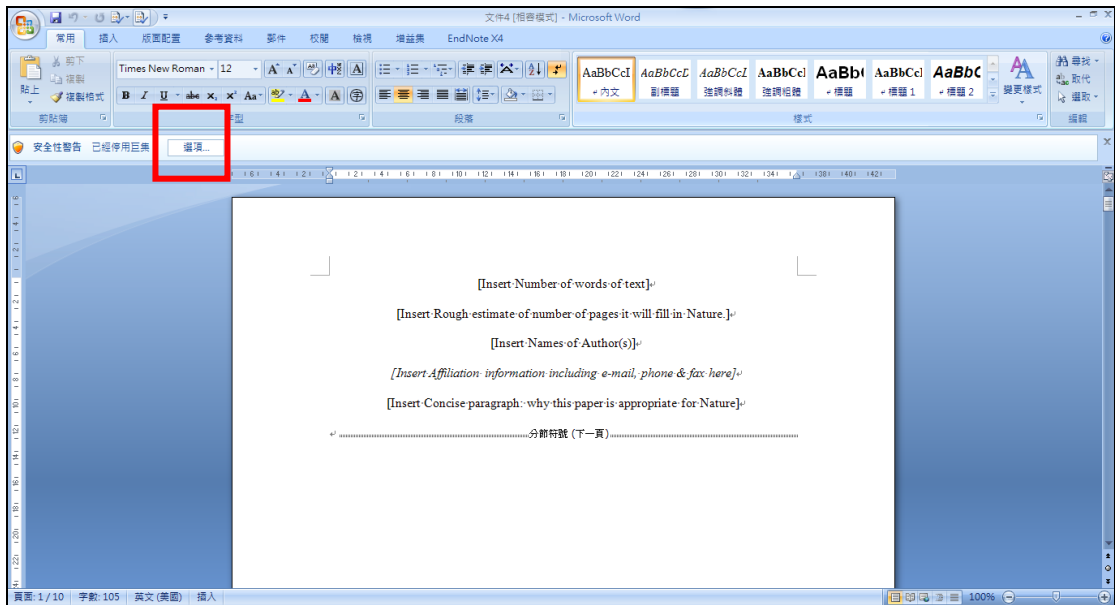 文件4 [相容模式] - Microsoft Word
常用 插入 版面配置 參考資料 郵件 校閱 檢視 增益集 EndNote X4
剪下
複製
貼上 複製格式
剪貼簿
Times New Roman 12
字型
段落
AaBbCcI AaBbCcD AaBbCcI AaBbCcI AaBb( AaBbCcI AaBbC
內文 副標題 強調斜體 強調粗體 標題 標題 1 標題 2
變更樣式
樣式
尋找
取代
選取
編輯
安全性警告 已經停用巨集 選項...
[Insert Number of words of text]
[Insert Rough estimate of number of pages it will fill in Nature.]
[Insert Names of Author(s)]
[Insert Affiliation information including e-mail, phone & fax here]
[Insert Concise paragraph: why this paper is appropriate for Nature]
分節符號 (下一頁)
頁面: 1 / 10 字數: 105 英文 (美國) 插入 100%